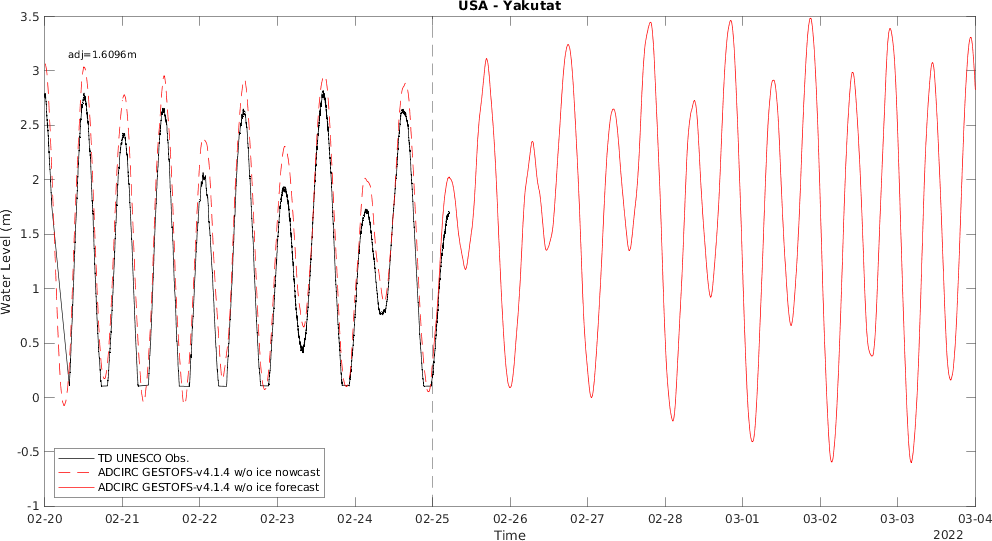 USA - Yakutat
adj=1.6096m
Water Level (m)
3.5
3
2.5
2
1.5
1
0.5
0
-0.5
-1
TD UNESCO Obs.
ADCIRC GESTOFS-v4.1.4 w/o ice nowcast
ADCIRC GESTOFS-v4.1.4 w/o ice forecast
02-20 02-21 02-22 02-23 02-24 02-25 02-26 02-27 02-28 03-01 03-02 03-03 03-04
Time
2022